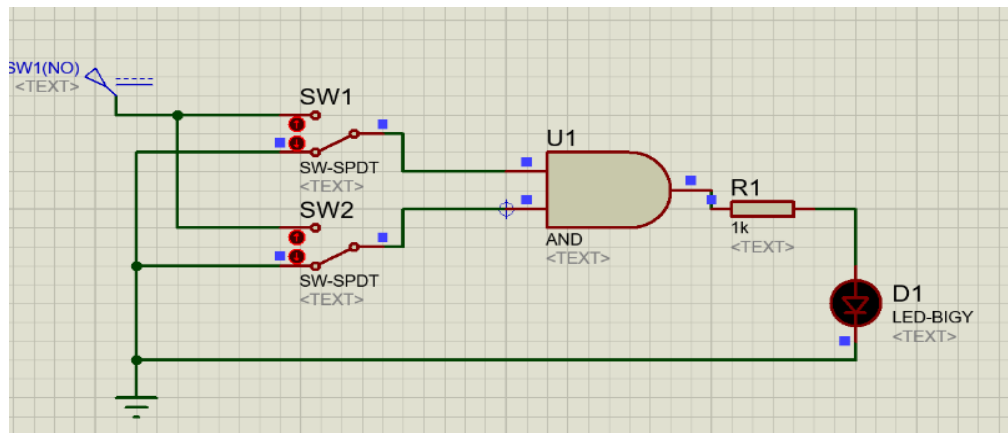 SW1(NO)
<TEXT>
SW1
SW-SPDT
<TEXT>
SW2
SW-SPDT
<TEXT>
U1
AND
<TEXT>
R1
1k
<TEXT>
D1
LED-BIGY
<TEXT>